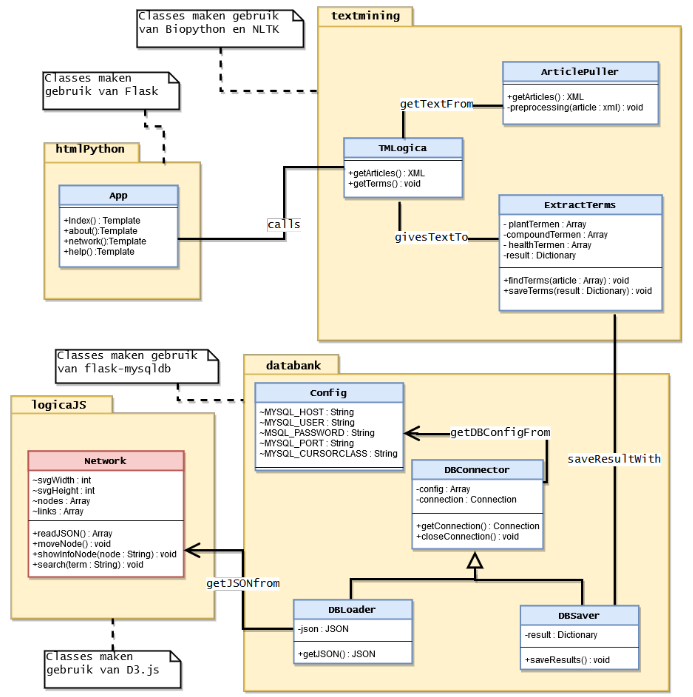 Classes maken gebruik
van Biopython en NLTK
textmining
ArticlePuller
+getArticles() : XML
-preprocessing(article : xml) : void
getTextFrom
TMLogica
+getArticles() : XML
+getTerms() : void
givesTextTo
ExtractTerms
- plantTermen : Array
-compoundTermen : Array
- healthTermen : Array
-result : Dictionary
+findTerms(article : Array) : void
+saveTerms(result : Dictionary) : void
Classes maken
gebruik van Flask
htmlPython
App
+Index() : Template
+about():Template
+network():Template
+help() :Template
calls
Classes maken gebruik
van flask-mysqldb
databank
Config
~MYSQL_HOST : String
~MYSQL_USER : String
~MSQL_PASSWORD : String
~MYSQL_PORT : String
~MYSQL_CURSORCLASS : String
getDBConfigFrom
DBConnector
-config : Array
-connection : Connection
+getConnection() : Connection
+closeConnection() : void
saveResultWith
logicaJS
Network
~svgWidth : int
~svgHeight : int
~nodes : Array
~links : Array
+readJSON() : Array
+moveNode() : void
+showInfoNode(node : String) : void
+search(term : String) : void
getJSONfrom
DBLoader
-json : JSON
+getJSON() : JSON
DBSaver
-result : Dictionary
+saveResults() : void
Classes maken
gebruik van D3.js